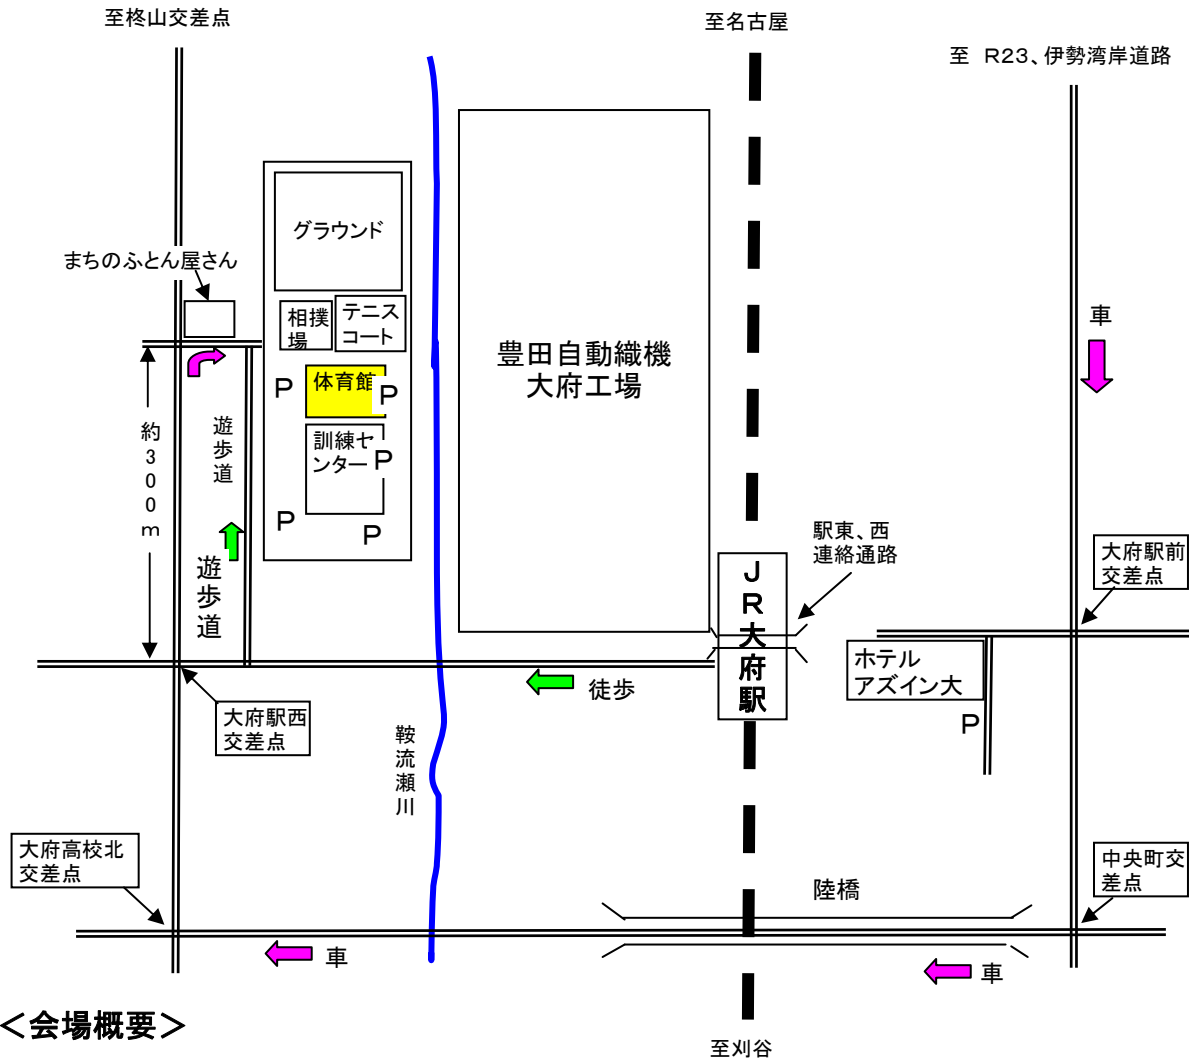 至柊山交差点
至名古屋
至 R23、伊勢湾岸道路
グラウンド
まちのふとん屋さん
相撲
場
テニス
コート
車
豊田自動織機
大府工場
体育館
P
P
遊歩道
約300m
訓練セ
ンター
P
P
P
遊歩道
駅東、西
連絡通路
大府駅前
交差点
JR大府駅
ホテル
アズイン大
P
徒歩
大府駅西
交差点
鞍流瀬川
大府高校北
交差点
陸橋
中央町交
差点
車
車
<会場概要>
至刈谷